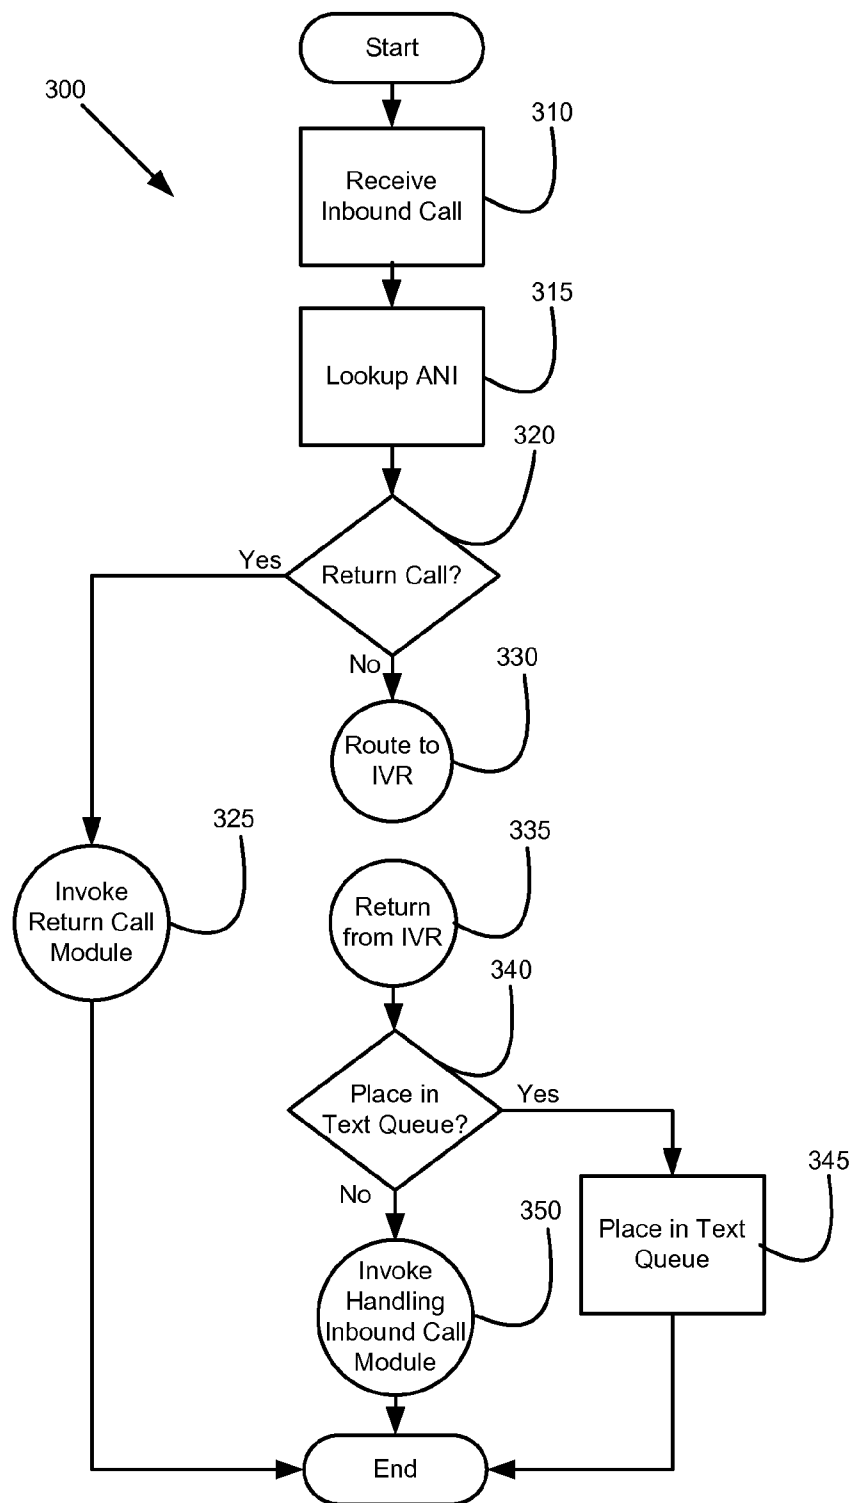 Start
300
310
Receive
Inbound Call
315
Lookup ANI
320
Yes
Return Call?
No
330
Route to
IVR
325
335
Invoke
Return Call
Module
Return
from IVR
340
Place in
Text Queue?
Yes
No
345
350
Place in Text
Queue
Invoke
Handling
Inbound Call
Module
End